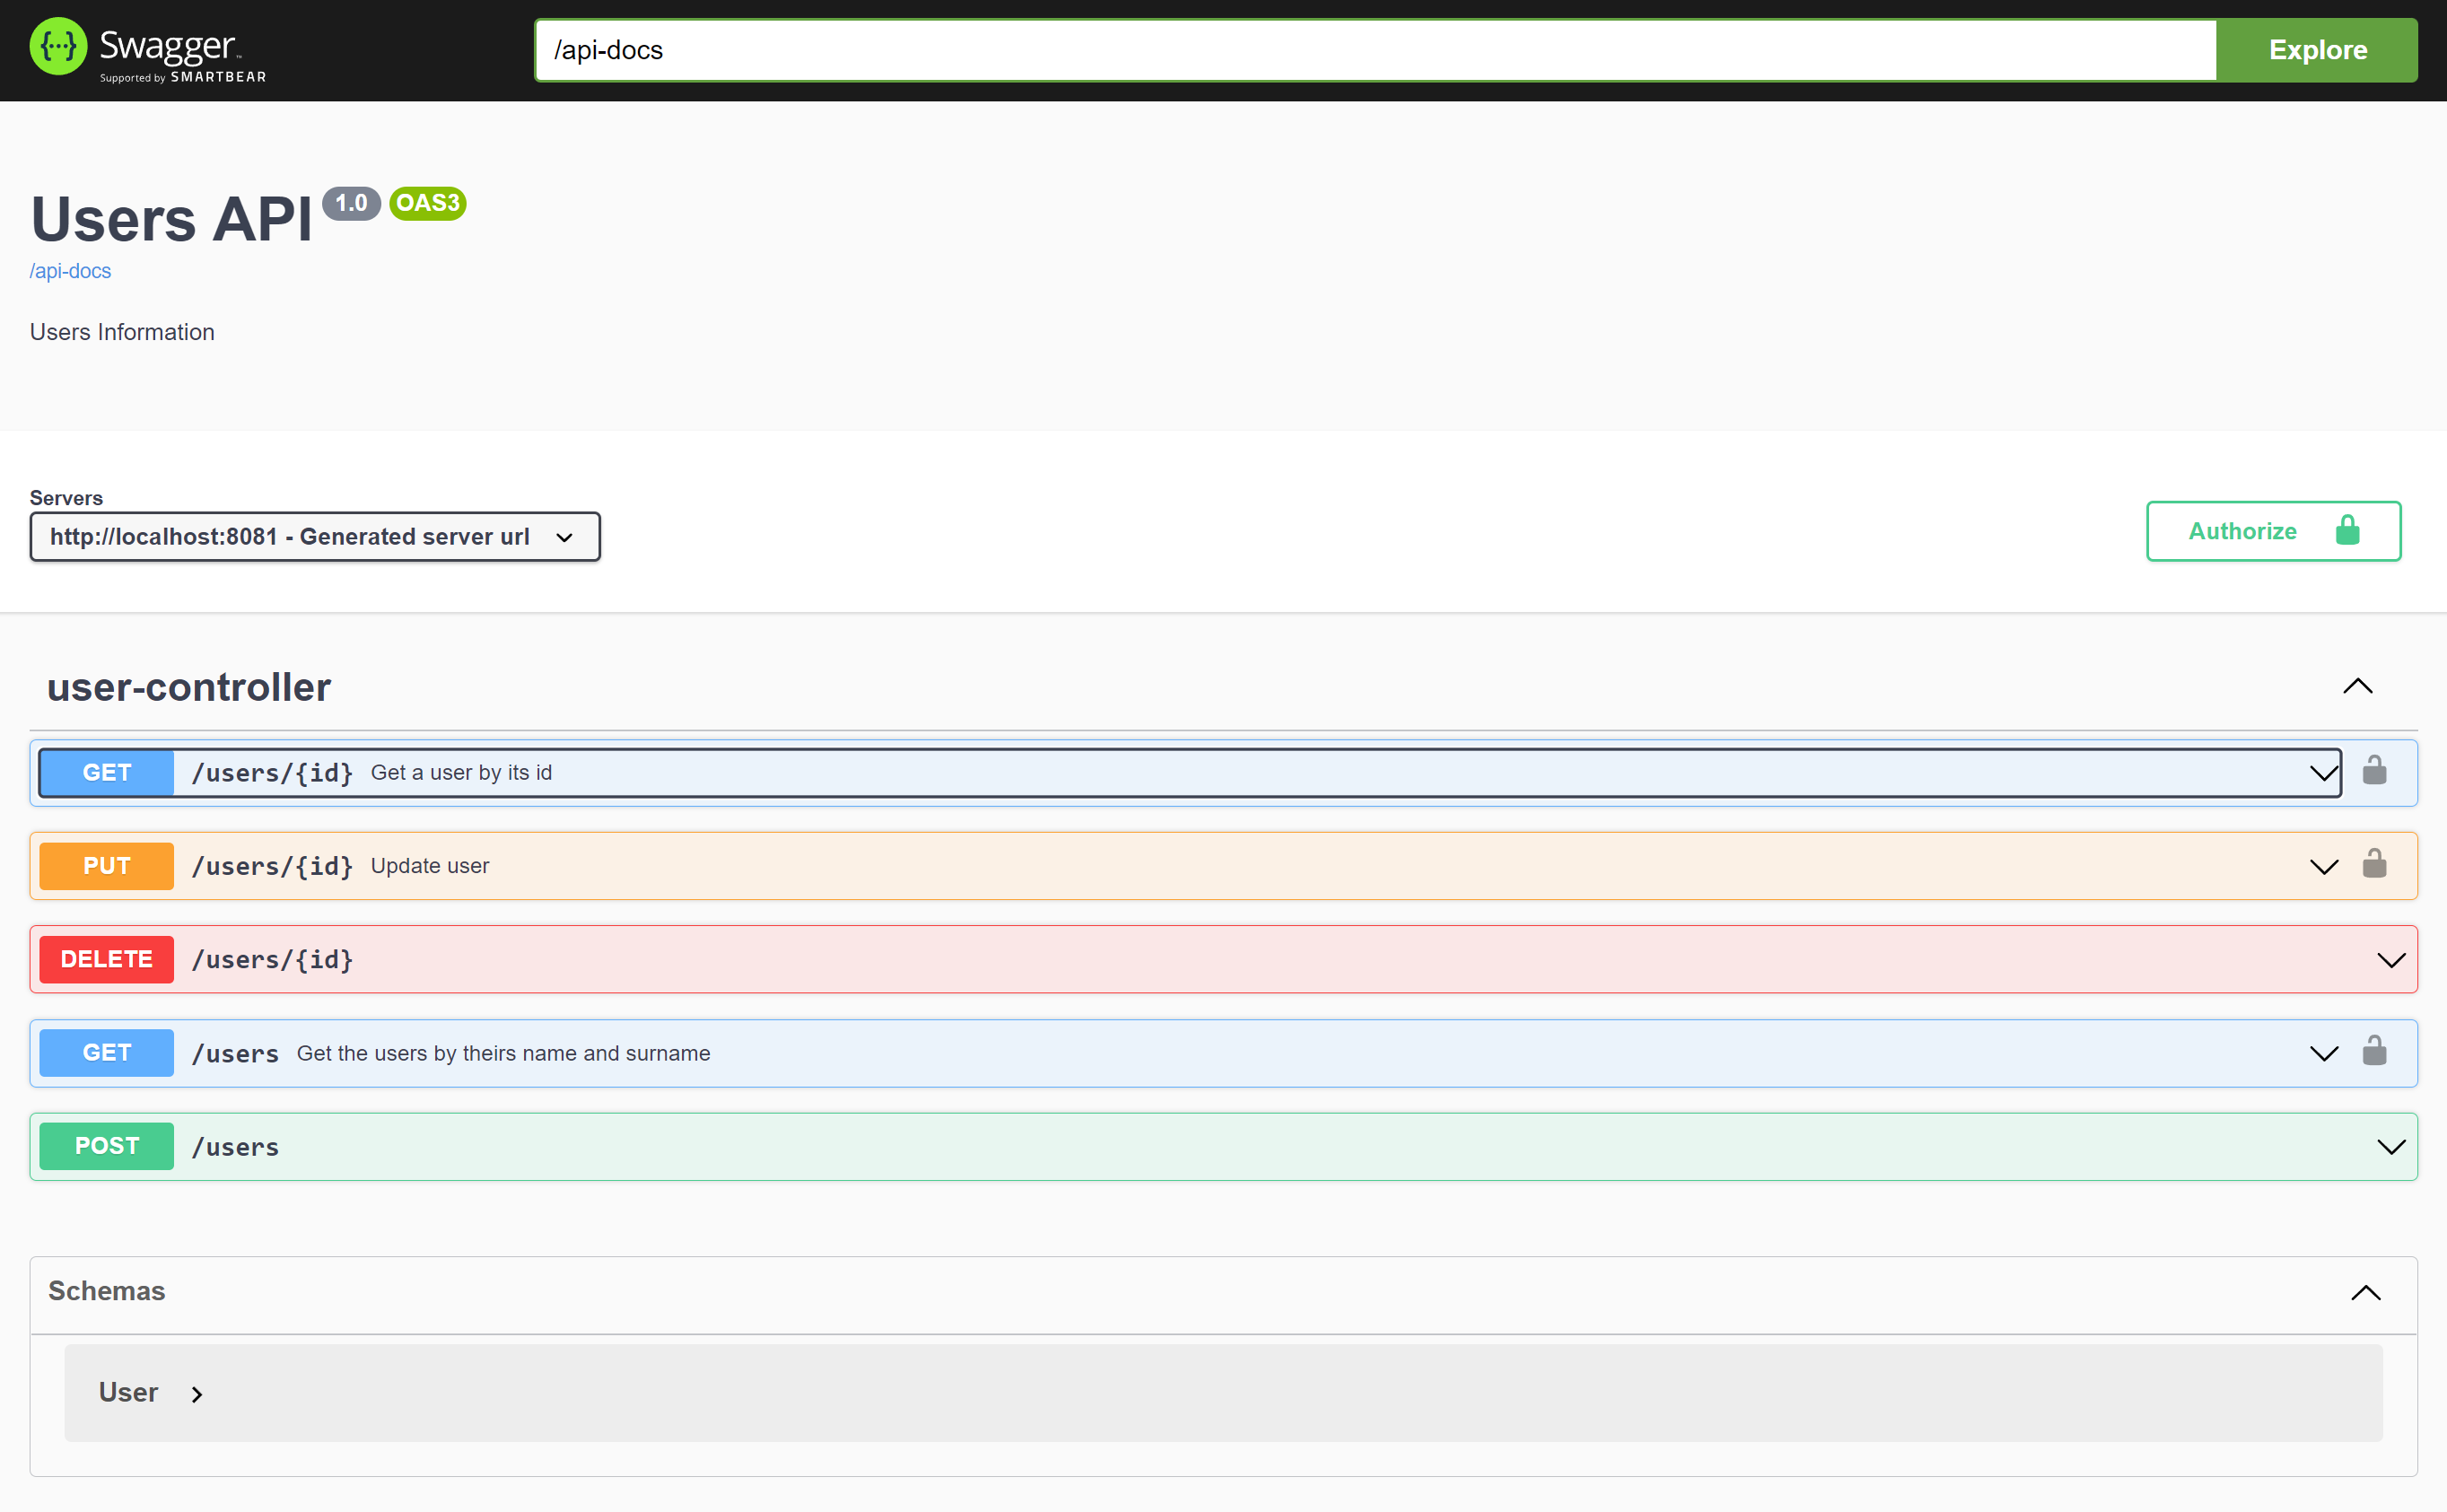 {···} Swagger™
Supported by SMARTBEAR
/api-docs
Explore
Users API 1.0 OAS3
/api-docs
Users Information
Servers
http://localhost:8081 - Generated server url
Authorize
user-controller
GET /users/{id} Get a user by its id
PUT /users/{id} Update user
DELETE /users/{id}
GET /users Get the users by theirs name and surname
POST /users
Schemas
User